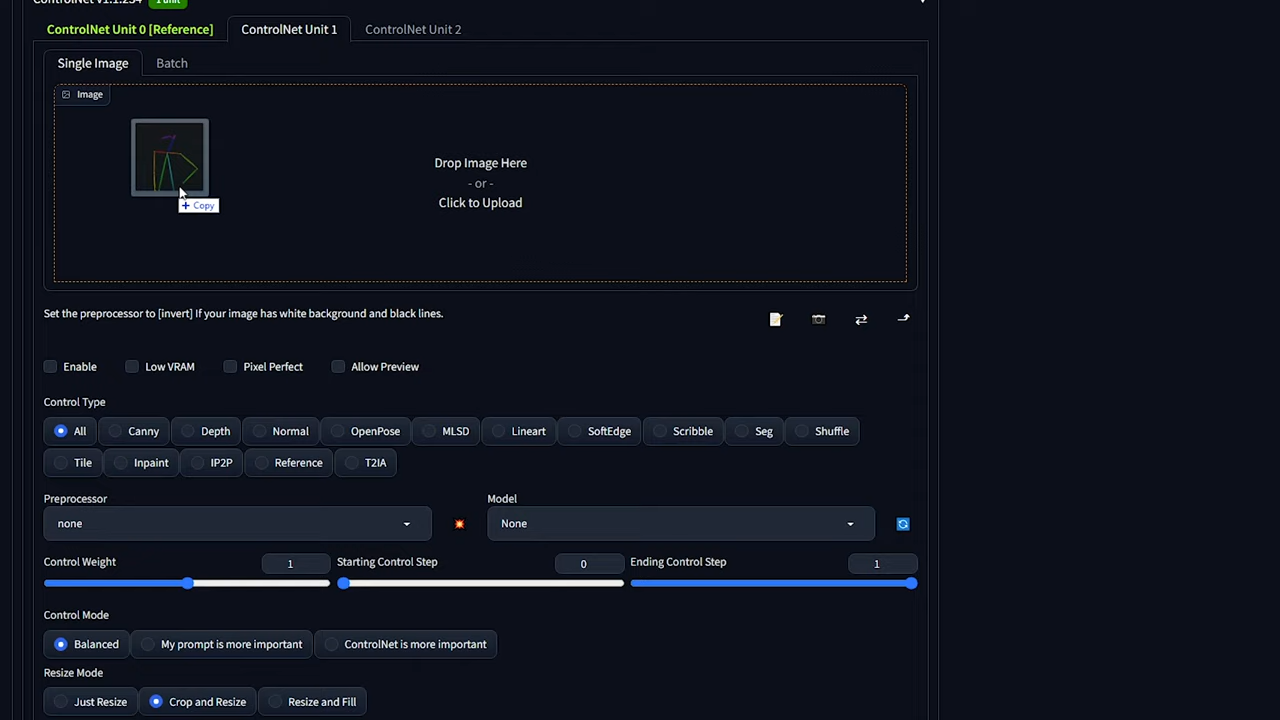 ControlNet v1.1.234 1 unit
ControlNet Unit 0 [Reference] ControlNet Unit 1 ControlNet Unit 2
Single Image Batch
Image
Drop Image Here
- or -
Click to Upload
+ Copy
Set the preprocessor to [invert] If your image has white background and black lines.
Enable Low VRAM Pixel Perfect Allow Preview
Control Type
All Canny Depth Normal OpenPose MLSD Lineart SoftEdge Scribble Seg Shuffle
Tile Inpaint IP2P Reference T2IA
Preprocessor Model
none None
Control Weight 1 Starting Control Step 0 Ending Control Step 1
Control Mode
Balanced My prompt is more important ControlNet is more important
Resize Mode
Just Resize Crop and Resize Resize and Fill